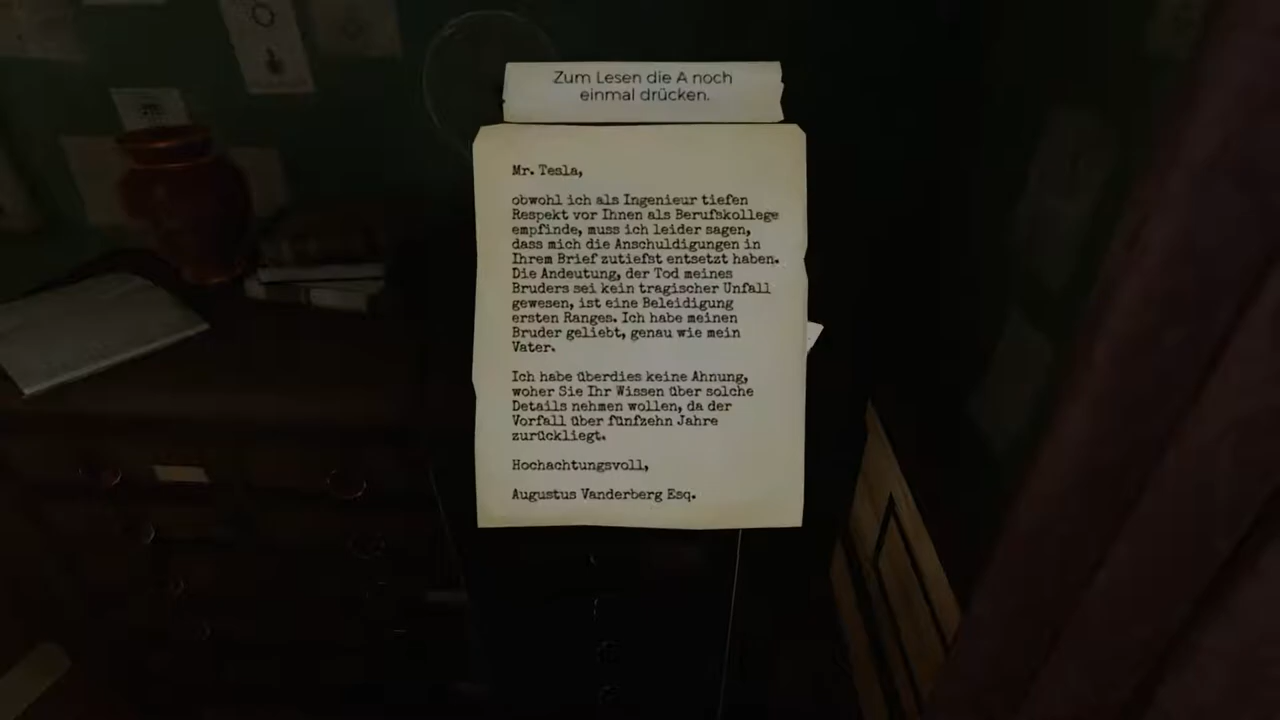 Zum Lesen die A noch
einmal drücken.
Mr. Tesla,
obwohl ich als Ingenieur tiefen
Respekt vor Ihnen als Berufskollege
empfinde, muss ich leider sagen,
dass mich die Anschuldigungen in
Ihrem Brief zutiefst entsetzt haben.
Die Andeutung, der Tod meines
Bruders sei kein tragischer Unfall
gewesen, ist eine Beleidigung
ersten Ranges. Ich habe meinen
Bruder geliebt, genau wie mein
Vater.
Ich habe überdies keine Ahnung,
woher Sie Ihr Wissen über solche
Details nehmen wollen, da der
Vorfall über fünfzehn Jahre
zurückliegt.
Hochachtungsvoll,
Augustus Vanderberg Esq.